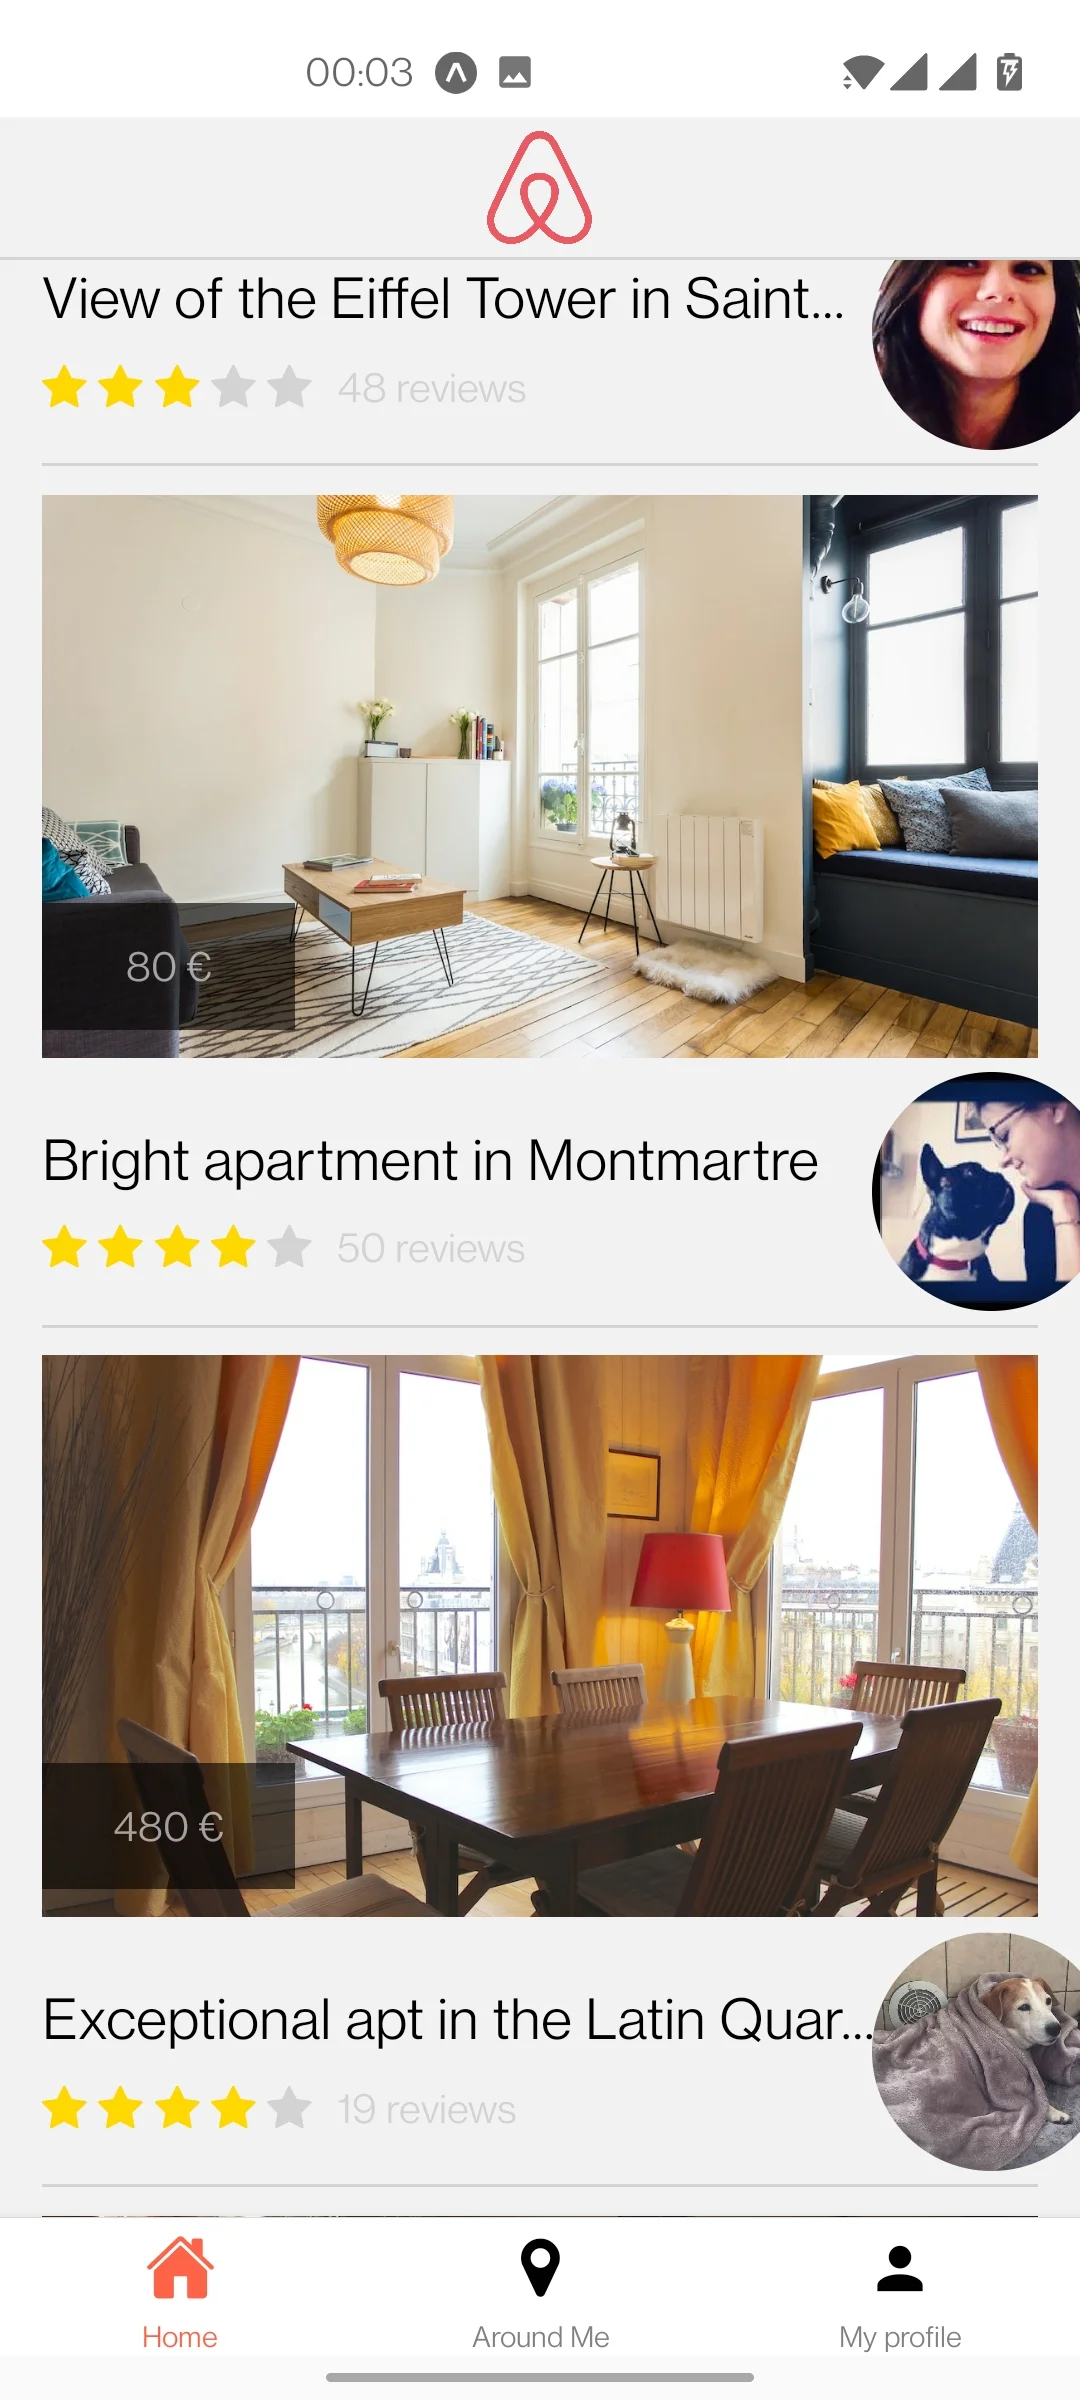 00:03
View of the Eiffel Tower in Saint...
48 reviews
80 €
Bright apartment in Montmartre
50 reviews
480 €
Exceptional apt in the Latin Quar...
19 reviews
Home
Around Me
My profile